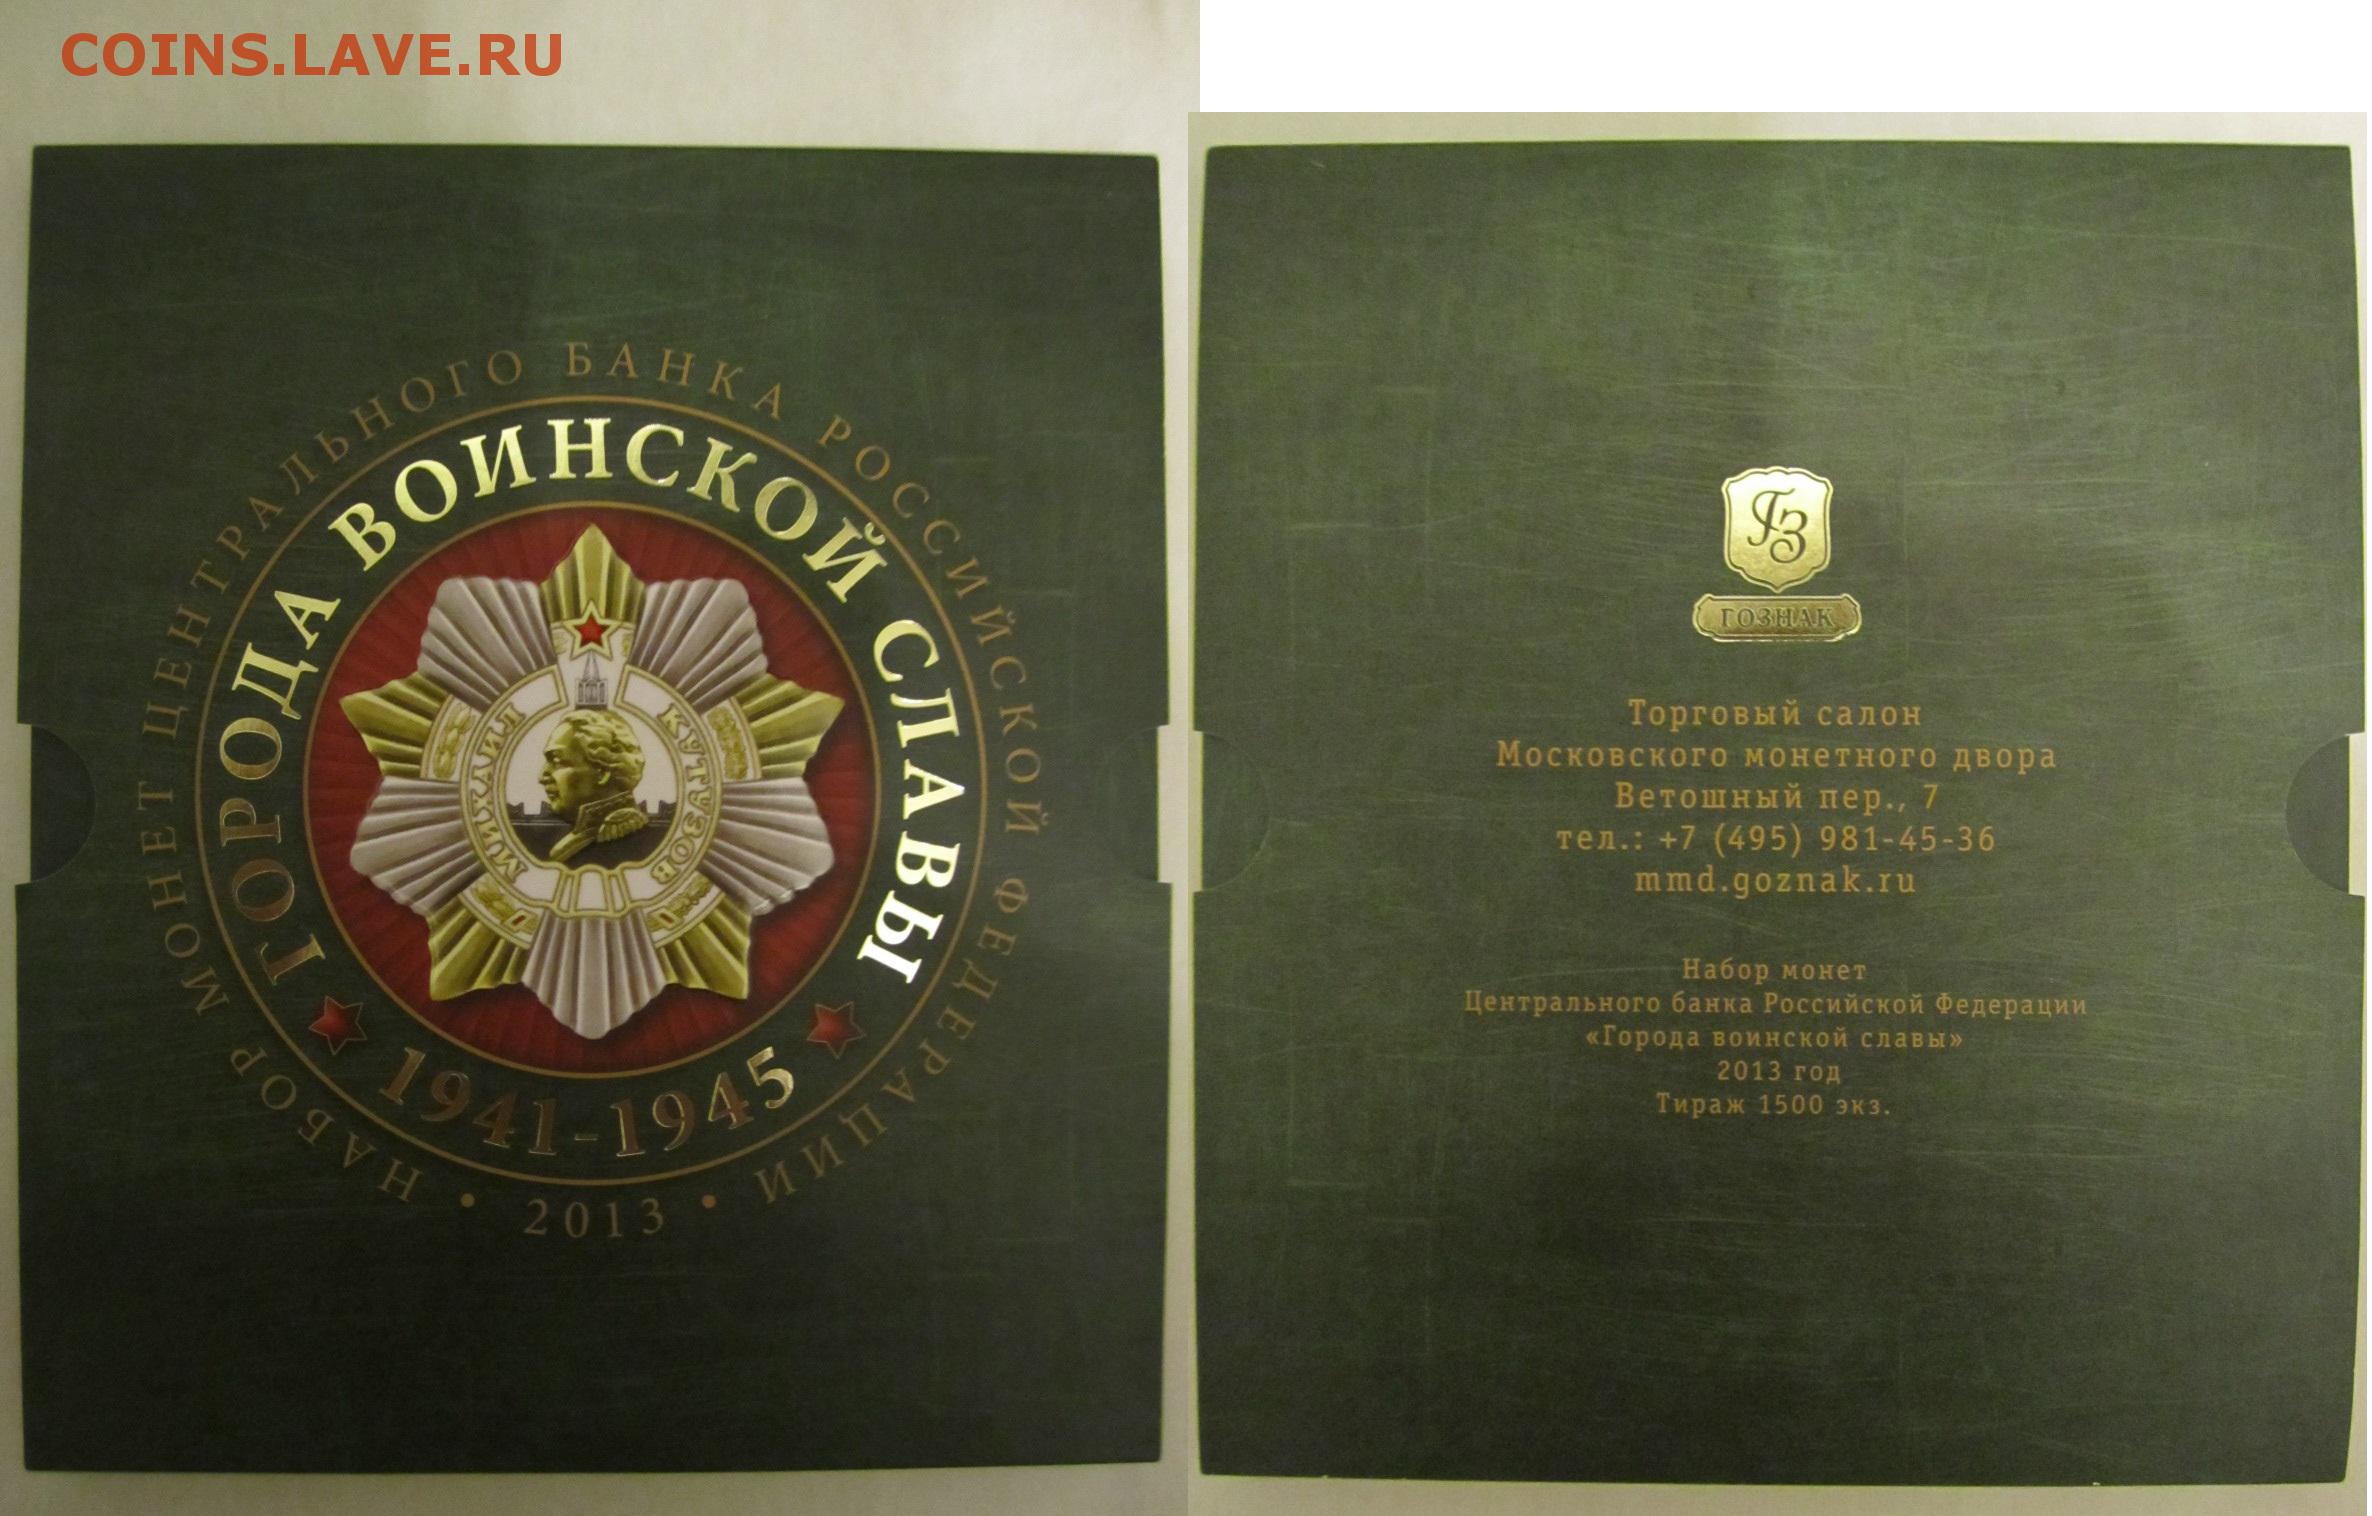 COINS.LAVE.RU
НАБОР МОНЕТ ЦЕНТРАЛЬНОГО БАНКА РОССИЙСКОЙ ФЕДЕРАЦИИ
• 2013 •
ГОРОДА ВОИНСКОЙ СЛАВЫ
1941-1945
МИХАИЛ КУТУЗОВ
ГЗ
ГОЗНАК
Торговый салон
Московского монетного двора
Ветошный пер., 7
тел.: +7 (495) 981-45-36
mmd.goznak.ru
Набор монет
Центрального банка Российской Федерации
«Города воинской славы»
2013 год
Тираж 1500 экз.